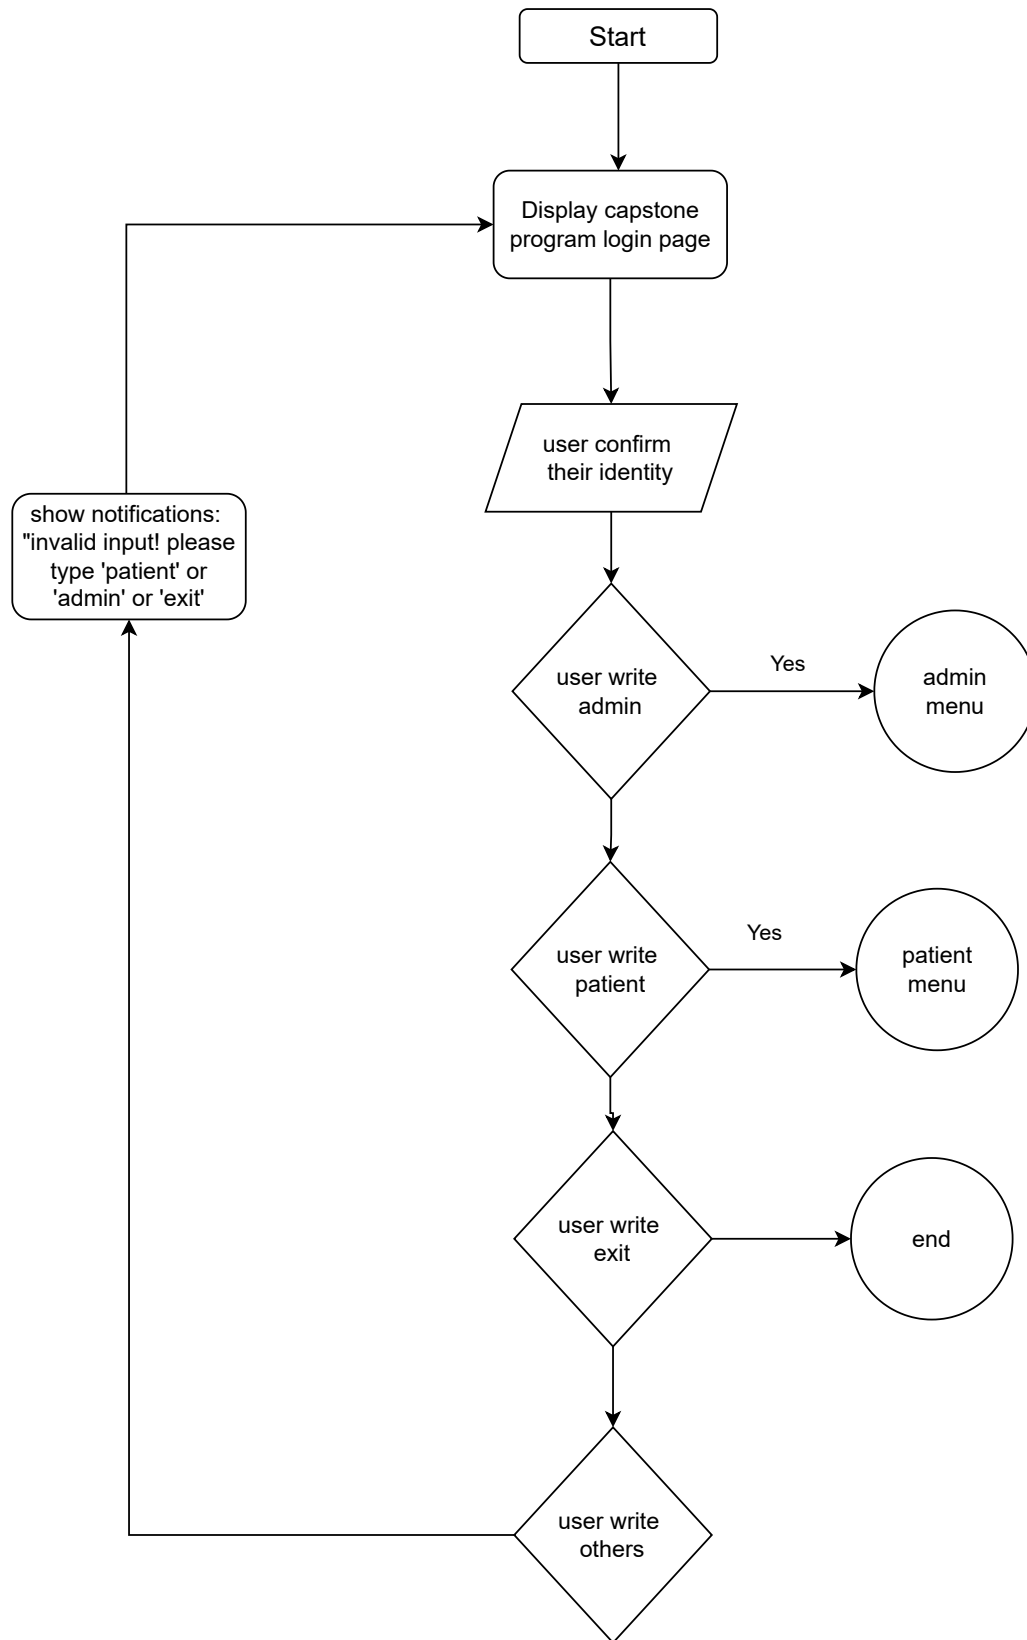 Start
Display capstone
program login page
user confirm
their identity
show notifications:
"invalid input! please
type 'patient' or
'admin' or 'exit'
user write
admin
Yes
admin
menu
user write
patient
Yes
patient
menu
user write
exit
end
user write
others